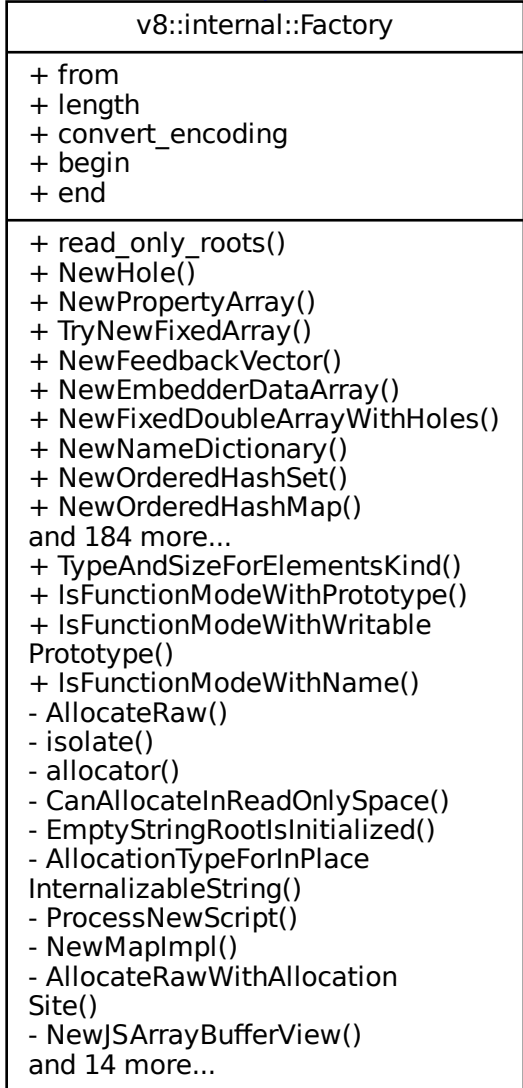 v8::internal::Factory
+ from
+ length
+ convert_encoding
+ begin
+ end
+ read_only_roots()
+ NewHole()
+ NewPropertyArray()
+ TryNewFixedArray()
+ NewFeedbackVector()
+ NewEmbedderDataArray()
+ NewFixedDoubleArrayWithHoles()
+ NewNameDictionary()
+ NewOrderedHashSet()
+ NewOrderedHashMap()
and 184 more...
+ TypeAndSizeForElementsKind()
+ IsFunctionModeWithPrototype()
+ IsFunctionModeWithWritable
Prototype()
+ IsFunctionModeWithName()
- AllocateRaw()
- isolate()
- allocator()
- CanAllocateInReadOnlySpace()
- EmptyStringRootIsInitialized()
- AllocationTypeForInPlace
InternalizableString()
- ProcessNewScript()
- NewMapImpl()
- AllocateRawWithAllocation
Site()
- NewJSArrayBufferView()
and 14 more...